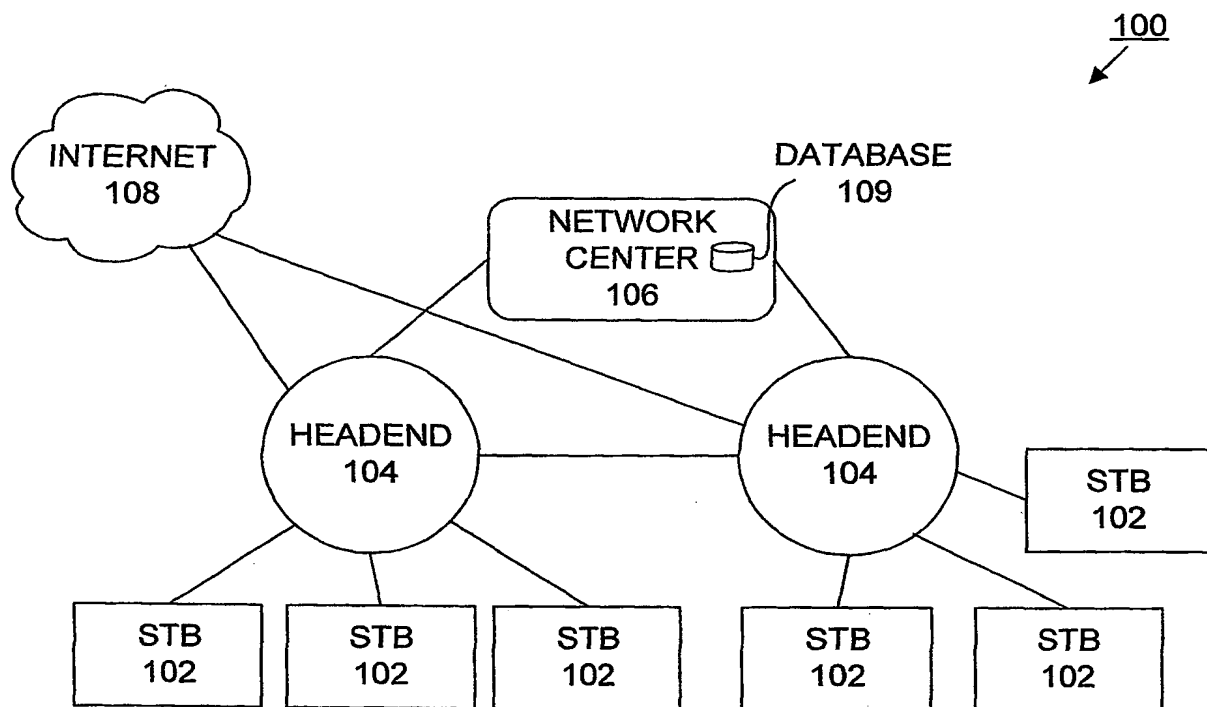 100
INTERNET
108
DATABASE
109
NETWORK
CENTER
106
HEADEND
104
HEADEND
104
STB
102
STB
102
STB
102
STB
102
STB
102
STB
102